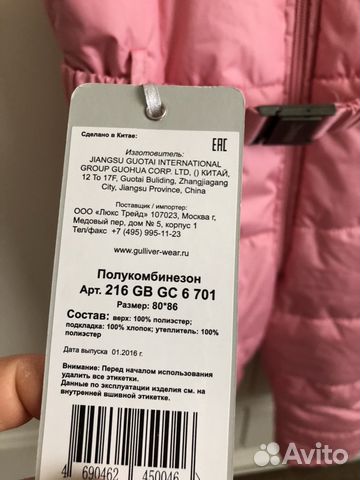 Сделано в Китае:
EAC
Изготовитель:
JIANGSU GUOTAI INTERNATIONAL
GROUP GUOHUA CORP. LTD, () КИТАЙ,
12 To 17F, Guotai Buliding, Zhangjiagang
City, Jiangsu Province, China
Поставщик / импортер:
ООО «Люкс Трейд» 107023, Москва г,
Медовый пер, дом № 5, корпус 1
Тел/факс +7 (495) 995-11-23
www.gulliver-wear.ru
Полукомбинезон
Арт. 216 GB GC 6 701
Размер: 80*86
Состав: верх: 100% полиэстер;
подкладка: 100% хлопок; утеплитель: 100%
полиэстер
Дата выпуска 01.2016 г.
Внимание: Перед началом использования
удалить все этикетки.
Данные по эксплуатации изделия см. на
внутренней вшивной этикетке.
4 690462 450046 >
Avito